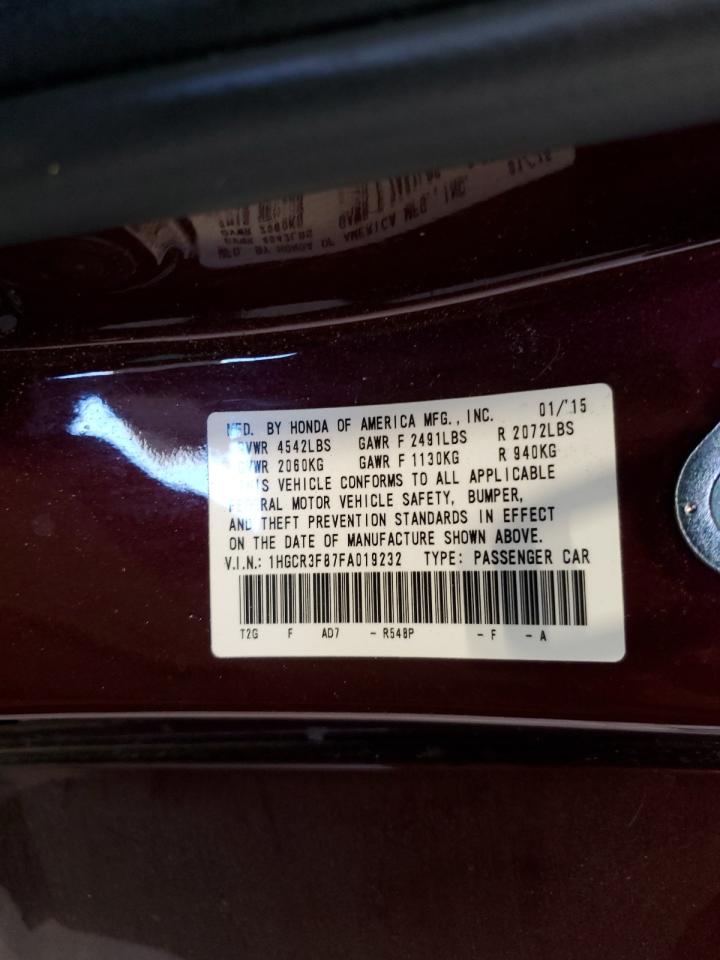 MFD. BY HONDA OF AMERICA MFG., INC. 01/'15
GVWR 4542LBS GAWR F 2491LBS R 2072LBS
GVWR 2060KG GAWR F 1130KG R 940KG
THIS VEHICLE CONFORMS TO ALL APPLICABLE
FEDERAL MOTOR VEHICLE SAFETY, BUMPER,
AND THEFT PREVENTION STANDARDS IN EFFECT
ON THE DATE OF MANUFACTURE SHOWN ABOVE.
V.I.N.: 1HGCR3F87FA019232 TYPE: PASSENGER CAR
T2G F AD7 - R548P - F - A